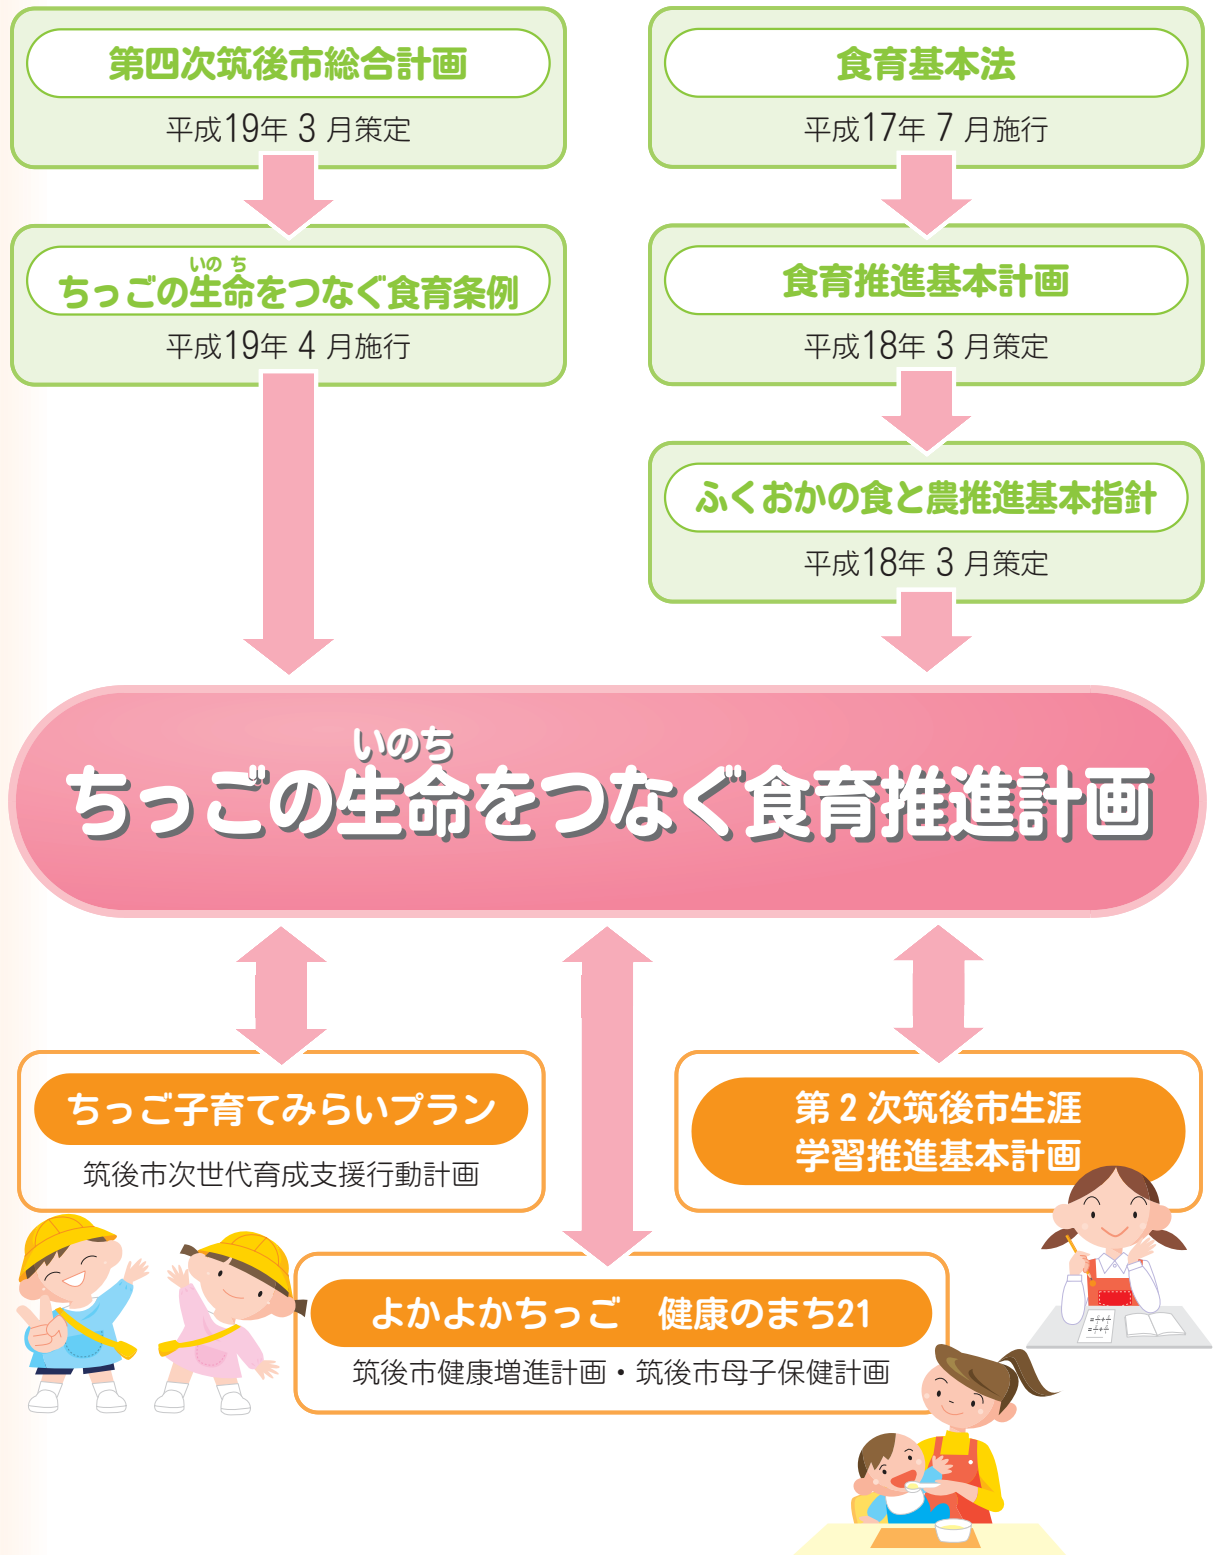 第四次筑後市総合計画
平成19年 3 月策定
いの ち
ちっごの生命をつなぐ食育条例
平成19年 4 月施行
食育基本法
平成17年 7 月施行
食育推進基本計画
平成18年 3 月策定
ふくおかの食と農推進基本指針
平成18年 3 月策定
いのち
ちっごの生命をつなぐ食育推進計画
ちっご子育てみらいプラン
筑後市次世代育成支援行動計画
第 2 次筑後市生涯
学習推進基本計画
よかよかちっご　健康のまち21
筑後市健康増進計画・筑後市母子保健計画